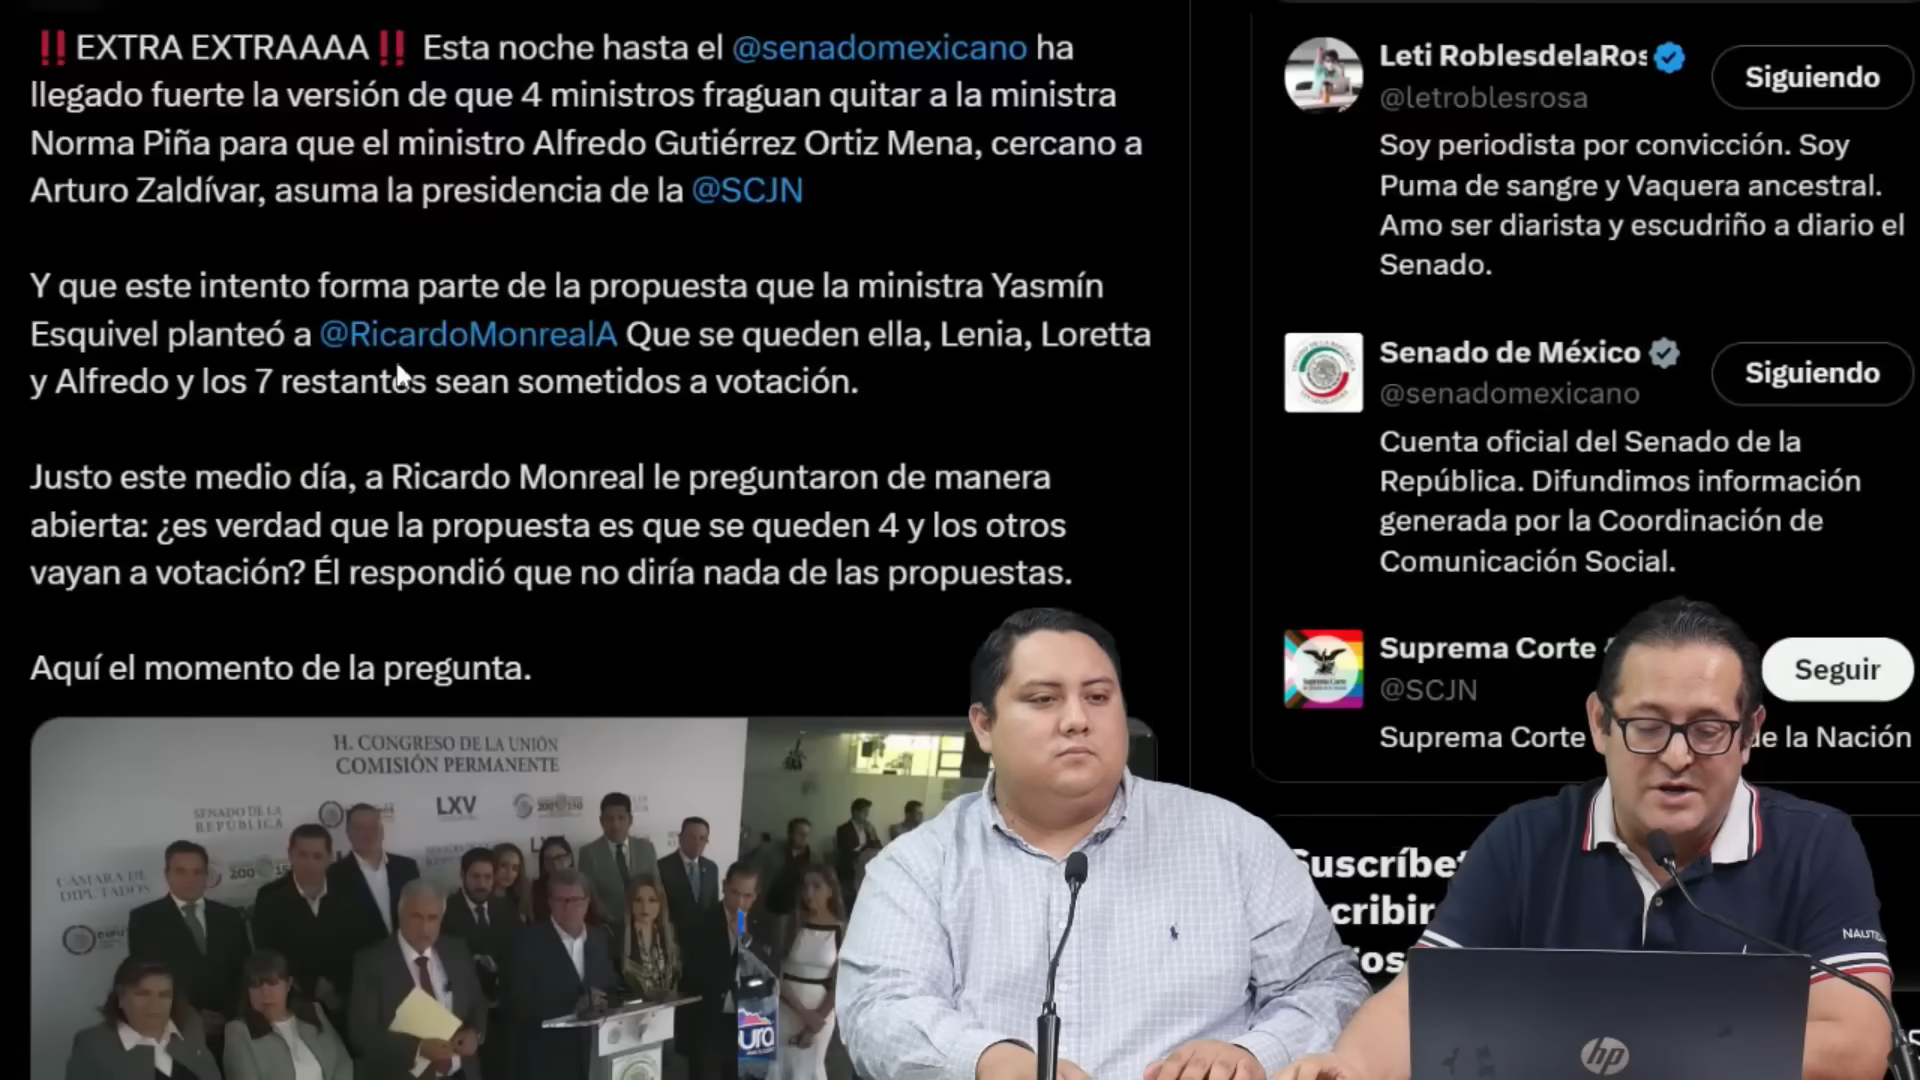 ‼️EXTRA EXTRAAAA‼️ Esta noche hasta el @senadomexicano ha
llegado fuerte la versión de que 4 ministros fraguan quitar a la ministra
Norma Piña para que el ministro Alfredo Gutiérrez Ortiz Mena, cercano a
Arturo Zaldívar, asuma la presidencia de la @SCJN
Y que este intento forma parte de la propuesta que la ministra Yasmín
Esquivel planteó a @RicardoMonrealA Que se queden ella, Lenia, Loretta
y Alfredo y los 7 restantes sean sometidos a votación.
Justo este medio día, a Ricardo Monreal le preguntaron de manera
abierta: ¿es verdad que la propuesta es que se queden 4 y los otros
vayan a votación? Él respondió que no diría nada de las propuestas.
Aquí el momento de la pregunta.
H. CONGRESO DE LA UNIÓN
COMISIÓN PERMANENTE
SENADO DE LA
REPÚBLICA
LXV
CÁMARA DE
DIPUTADOS
200
ura
Leti RoblesdelaRos
Siguiendo
@letroblesrosa
Soy periodista por convicción. Soy
Puma de sangre y Vaquera ancestral.
Amo ser diarista y escudriño a diario el
Senado.
Senado de México
Siguiendo
@senadomexicano
Cuenta oficial del Senado de la
República. Difundimos información
generada por la Coordinación de
Comunicación Social.
Suprema Corte
Seguir
@SCJN
Suprema Corte de la Nación
Suscríbet
cribir
os
NAUTI
hp